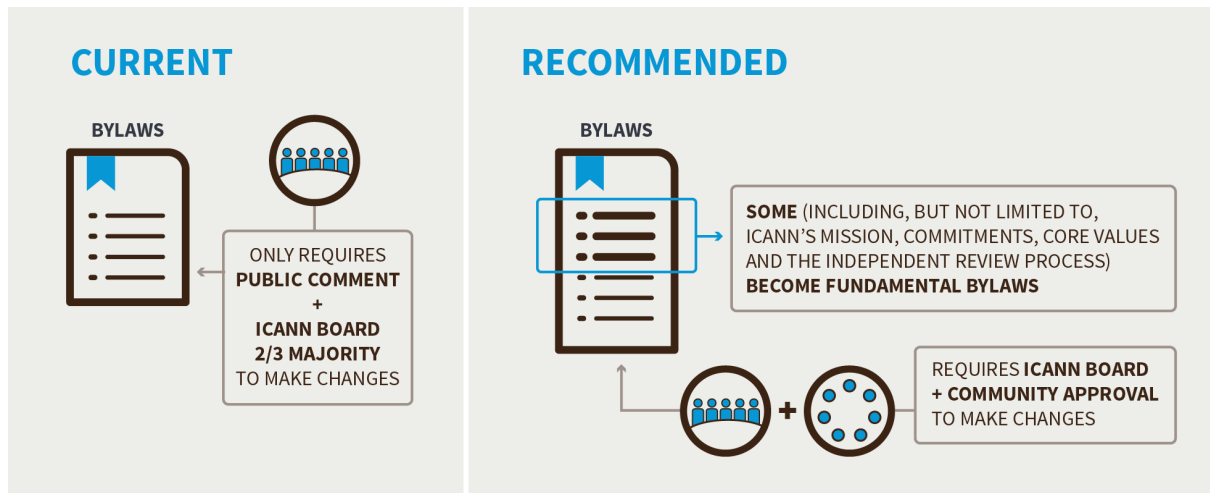 CURRENT
BYLAWS
ONLY REQUIRES
PUBLIC COMMENT
+
ICANN BOARD
2/3 MAJORITY
TO MAKE CHANGES
RECOMMENDED
BYLAWS
SOME (INCLUDING, BUT NOT LIMITED TO,
ICANN’S MISSION, COMMITMENTS, CORE VALUES
AND THE INDEPENDENT REVIEW PROCESS)
BECOME FUNDAMENTAL BYLAWS
+
REQUIRES ICANN BOARD
+ COMMUNITY APPROVAL
TO MAKE CHANGES